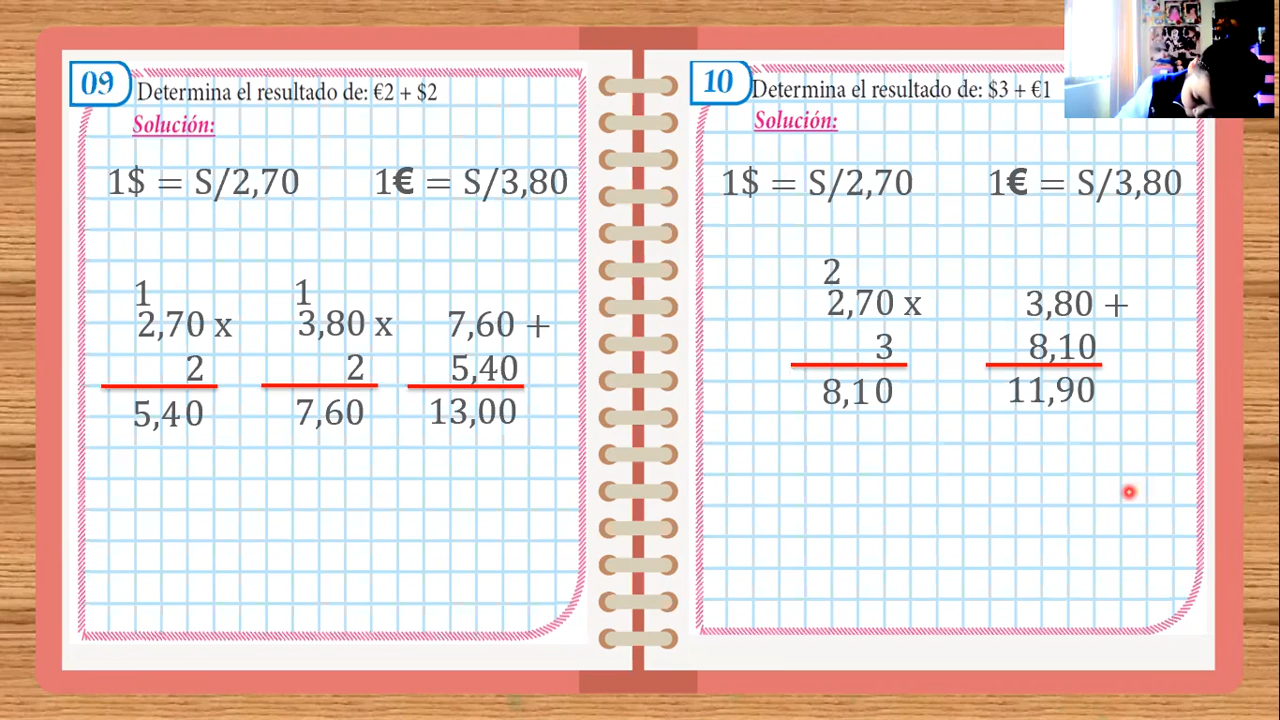 09
Determina el resultado de: €2 + $2
Solución:
1$ = S/2,70 1€ = S/3,80
1 1
2,70 x 3,80 x 7,60 +
2 2 5,40
5,40 7,60 13,00
10
Determina el resultado de: $3 + €1
Solución:
1$ = S/2,70 1€ = S/3,80
2
2,70 x 3,80 +
3 8,10
8,10 11,90